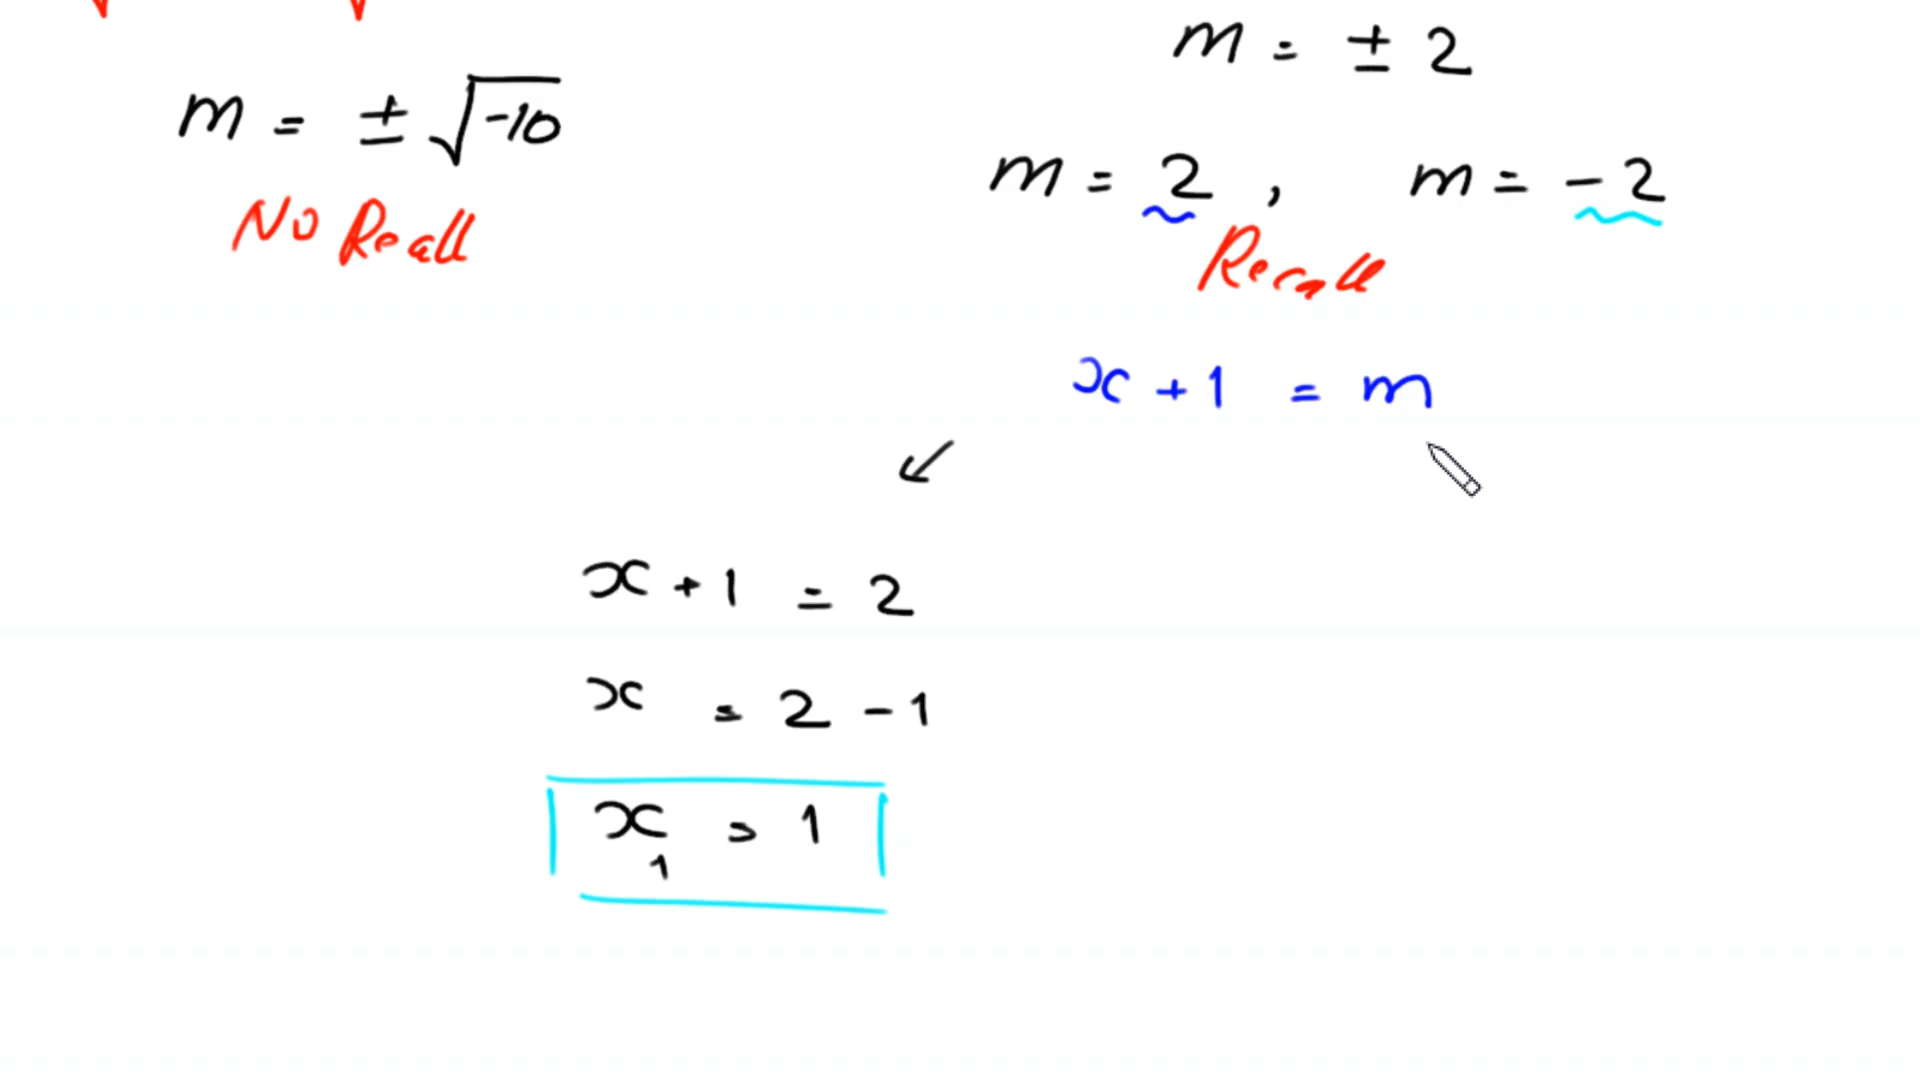 m = ± √-10
No Reall
m = ± 2
m = 2 , m = - 2
Recall
x + 1 = m
x + 1 = 2
x = 2 - 1
x₁ = 1